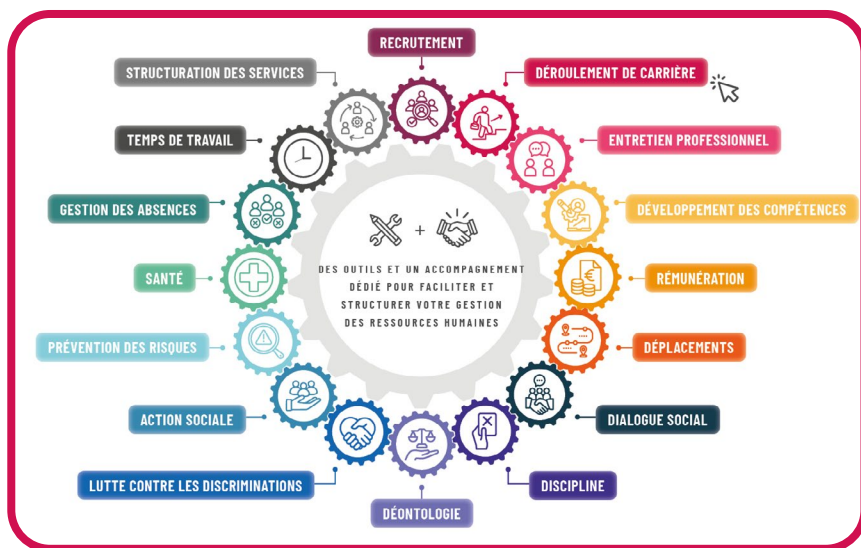 RECRUTEMENT
STRUCTURATION DES SERVICES
DÉROULEMENT DE CARRIÈRE
TEMPS DE TRAVAIL
ENTRETIEN PROFESSIONNEL
GESTION DES ABSENCES
DÉVELOPPEMENT DES COMPÉTENCES
+
DES OUTILS ET UN ACCOMPAGNEMENT
DÉDIÉ POUR FACILITER ET
STRUCTURER VOTRE GESTION
DES RESSOURCES HUMAINES
SANTÉ
RÉMUNÉRATION
PRÉVENTION DES RISQUES
DÉPLACEMENTS
ACTION SOCIALE
DIALOGUE SOCIAL
LUTTE CONTRE LES DISCRIMINATIONS
DISCIPLINE
DÉONTOLOGIE